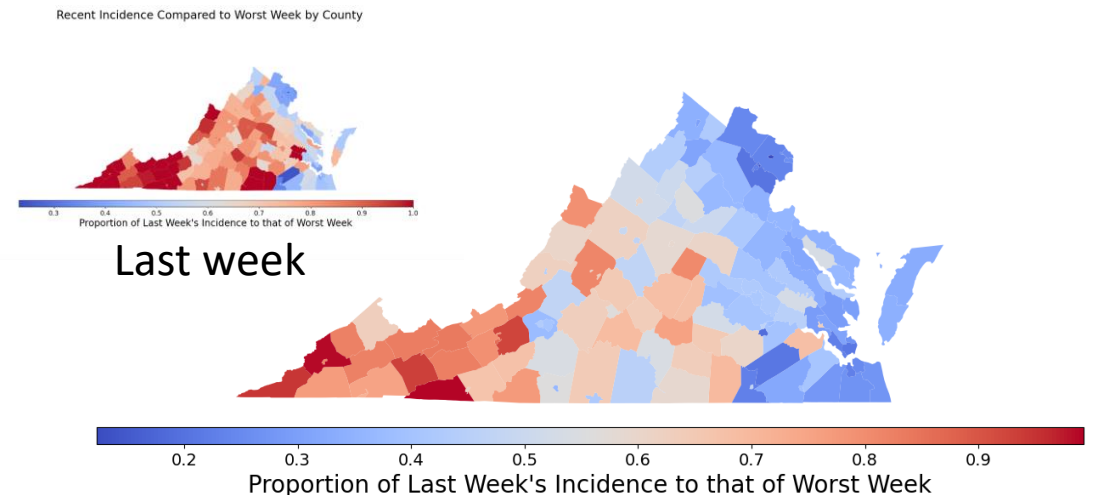 Recent Incidence Compared to Worst Week by County
0.3 0.4 0.5 0.6 0.7 0.8 0.9 1.0
Proportion of Last Week's Incidence to that of Worst Week
Last week
0.2 0.3 0.4 0.5 0.6 0.7 0.8 0.9
Proportion of Last Week's Incidence to that of Worst Week